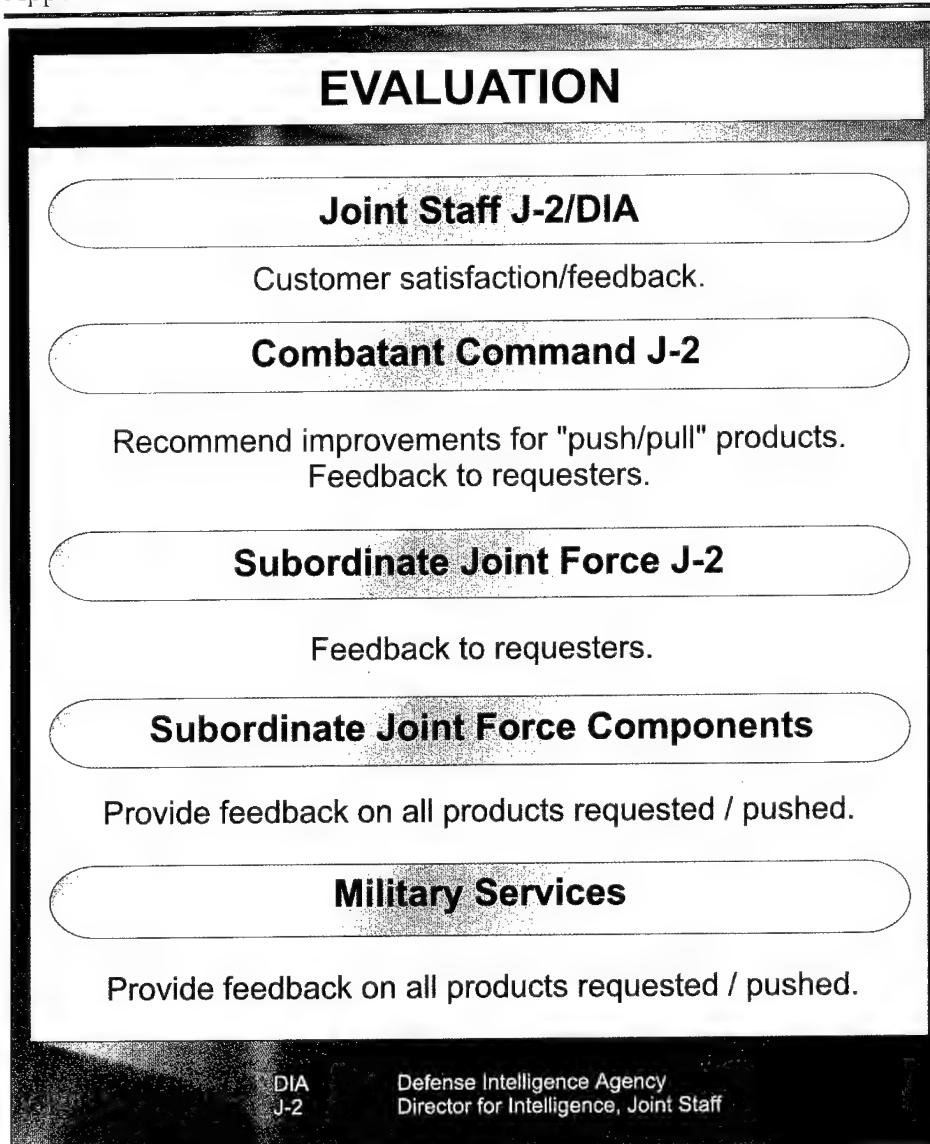 EVALUATION
Joint Staff J-2/DIA
Customer satisfaction/feedback.
Combatant Command J-2
Recommend improvements for "push/pull" products.
Feedback to requesters.
Subordinate Joint Force J-2
Feedback to requesters.
Subordinate Joint Force Components
Provide feedback on all products requested / pushed.
Military Services
Provide feedback on all products requested / pushed.
DIA Defense Intelligence Agency
J-2 Director for Intelligence, Joint Staff